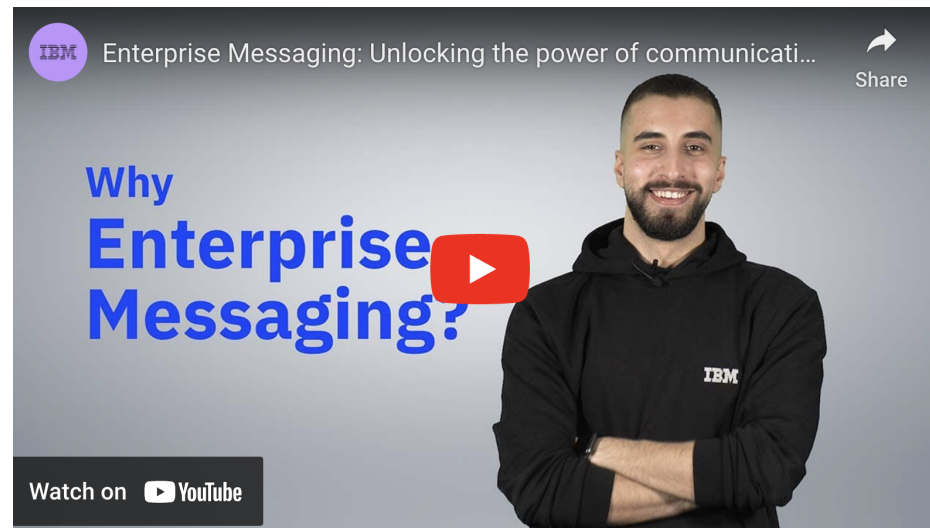 IBM
Enterprise Messaging: Unlocking the power of communicati...
Share
Why
Enterprise
Messaging?
IBM
Watch on YouTube